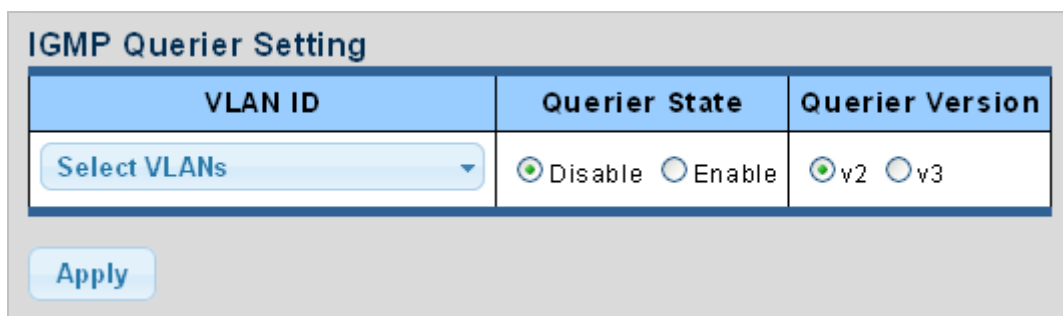 IGMP Querier Setting
VLAN ID Querier State Querier Version
Select VLANs Disable Enable v2 v3
Apply